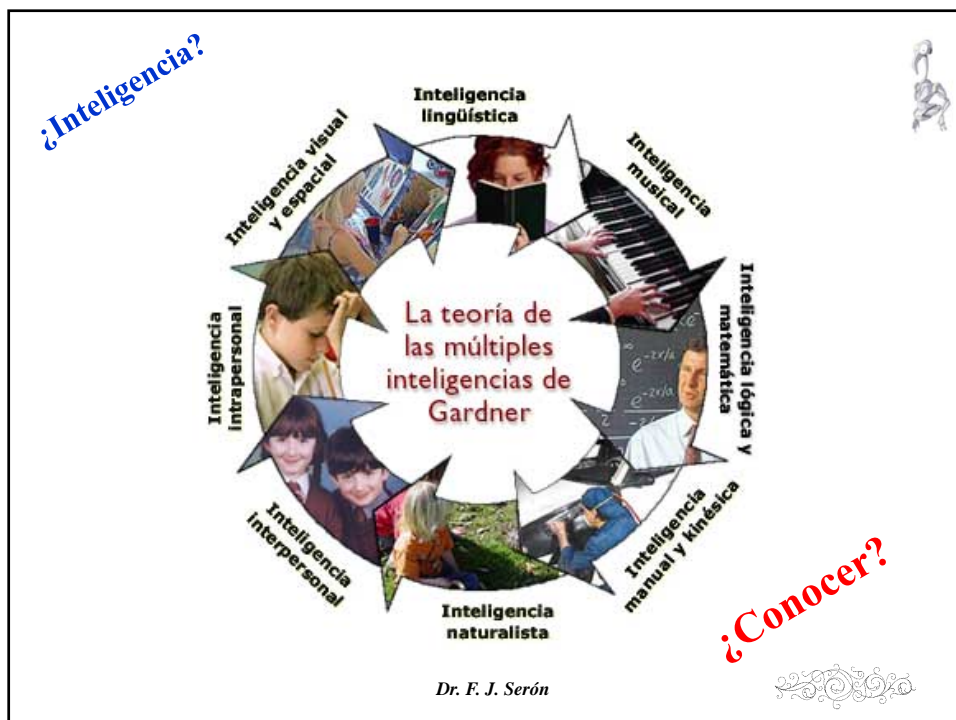 ¿Inteligencia?
Inteligencia
lingüística
Inteligencia
musical
Inteligencia lógica y
matemática
Inteligencia
manual y kinésica
Inteligencia
naturalista
Inteligencia
interpersonal
Inteligencia
intrapersonal
Inteligencia visual
y espacial
La teoría de
las múltiples
inteligencias de
Gardner
¿Conocer?
Dr. F. J. Serón